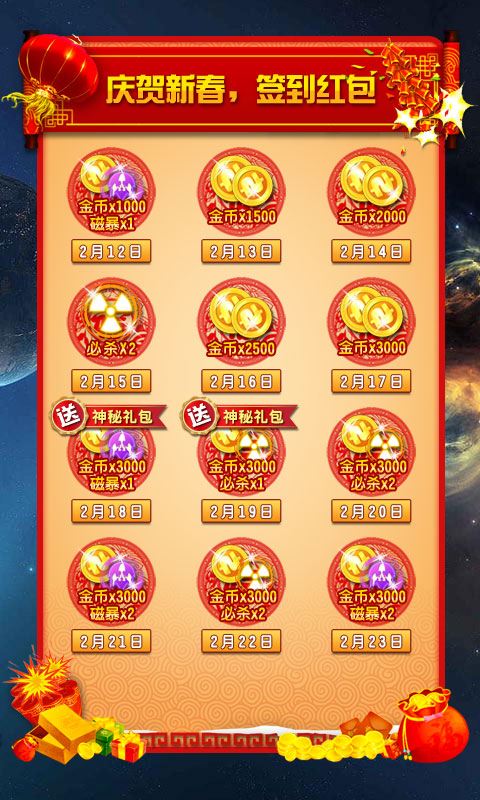 庆贺新春，签到红包
金币x1000
磁暴x1
2月12日
金币x1500
2月13日
金币x2000
2月14日
必杀X2
2月15日
金币x2500
2月16日
金币x3000
2月17日
送 神秘礼包
金币x3000
磁暴x1
2月18日
送 神秘礼包
金币x3000
必杀x1
2月19日
金币x3000
必杀x2
2月20日
金币x3000
磁暴x2
2月21日
金币x3000
必杀x2
2月22日
金币x3000
磁暴x2
2月23日